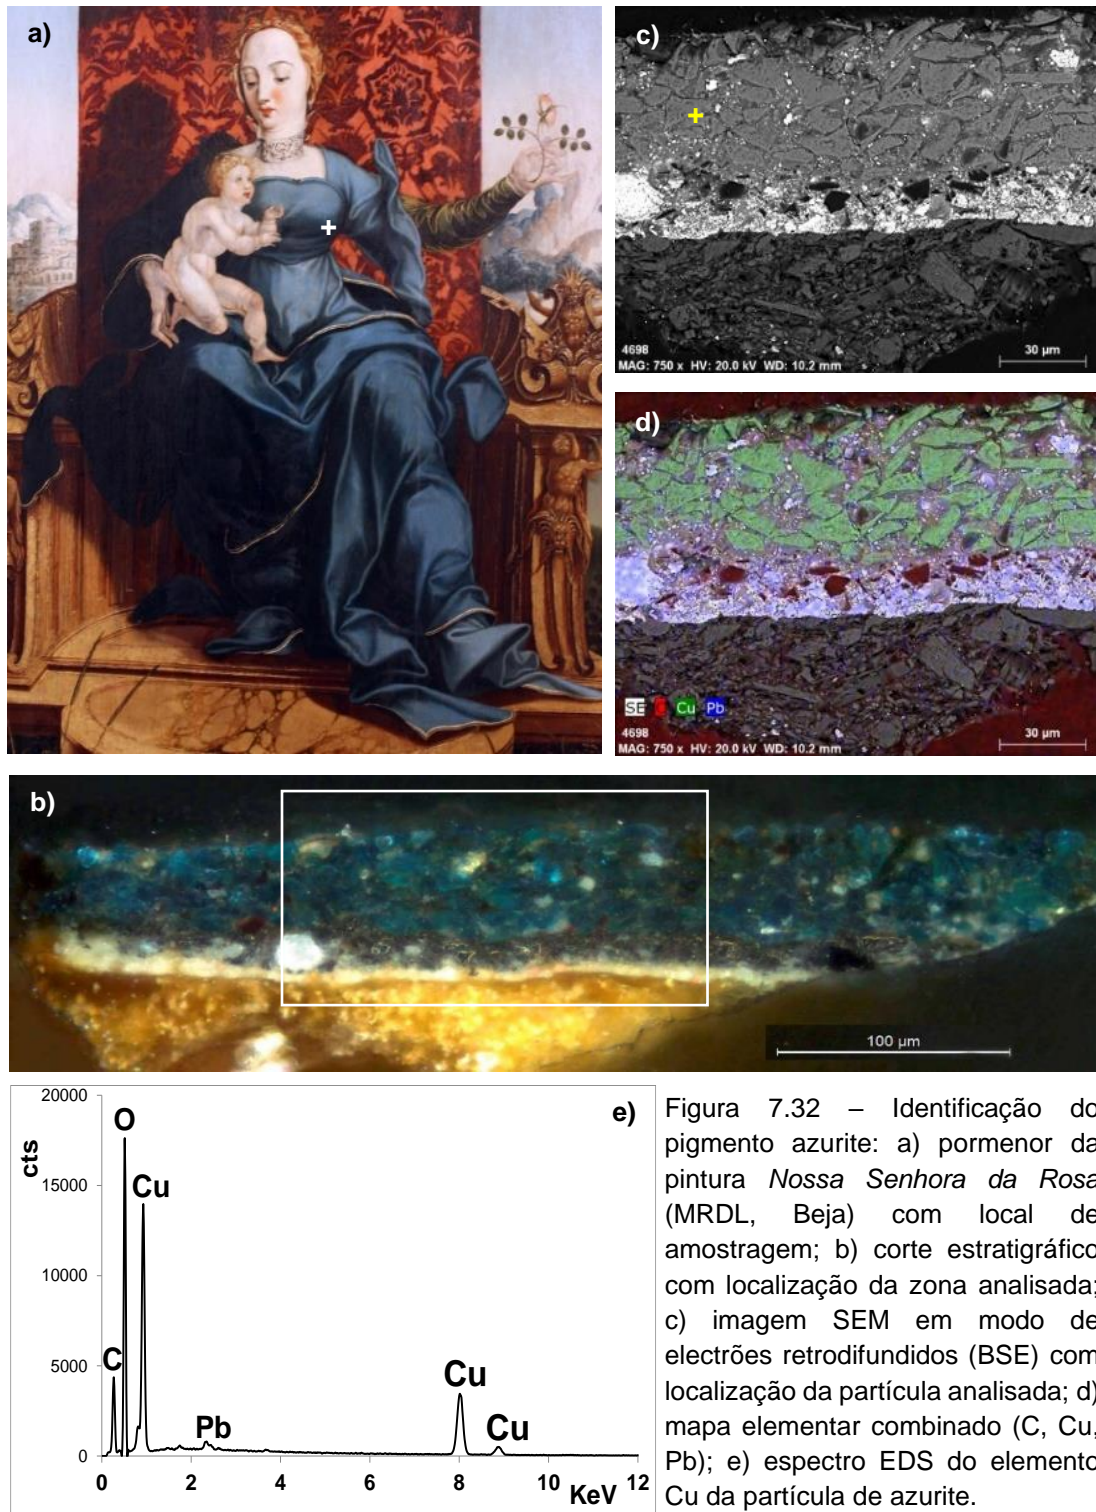 a)
c)
4698
MAG: 750 x HV: 20.0 kV WD: 10.2 mm
30 µm
d)
SE C Cu Pb
4698
MAG: 750 x HV: 20.0 kV WD: 10.2 mm
30 µm
b)
100 µm
e)
20000
15000
10000
5000
0
cts
O
Cu
C
Pb
Cu
Cu
0 2 4 6 8 10 12
KeV
Figura 7.32 – Identificação do
pigmento azurite: a) pormenor da
pintura Nossa Senhora da Rosa
(MRDL, Beja) com local de
amostragem; b) corte estratigráfico
com localização da zona analisada;
c) imagem SEM em modo de
electrões retrodifundidos (BSE) com
localização da partícula analisada; d)
mapa elementar combinado (C, Cu,
Pb); e) espectro EDS do elemento
Cu da partícula de azurite.